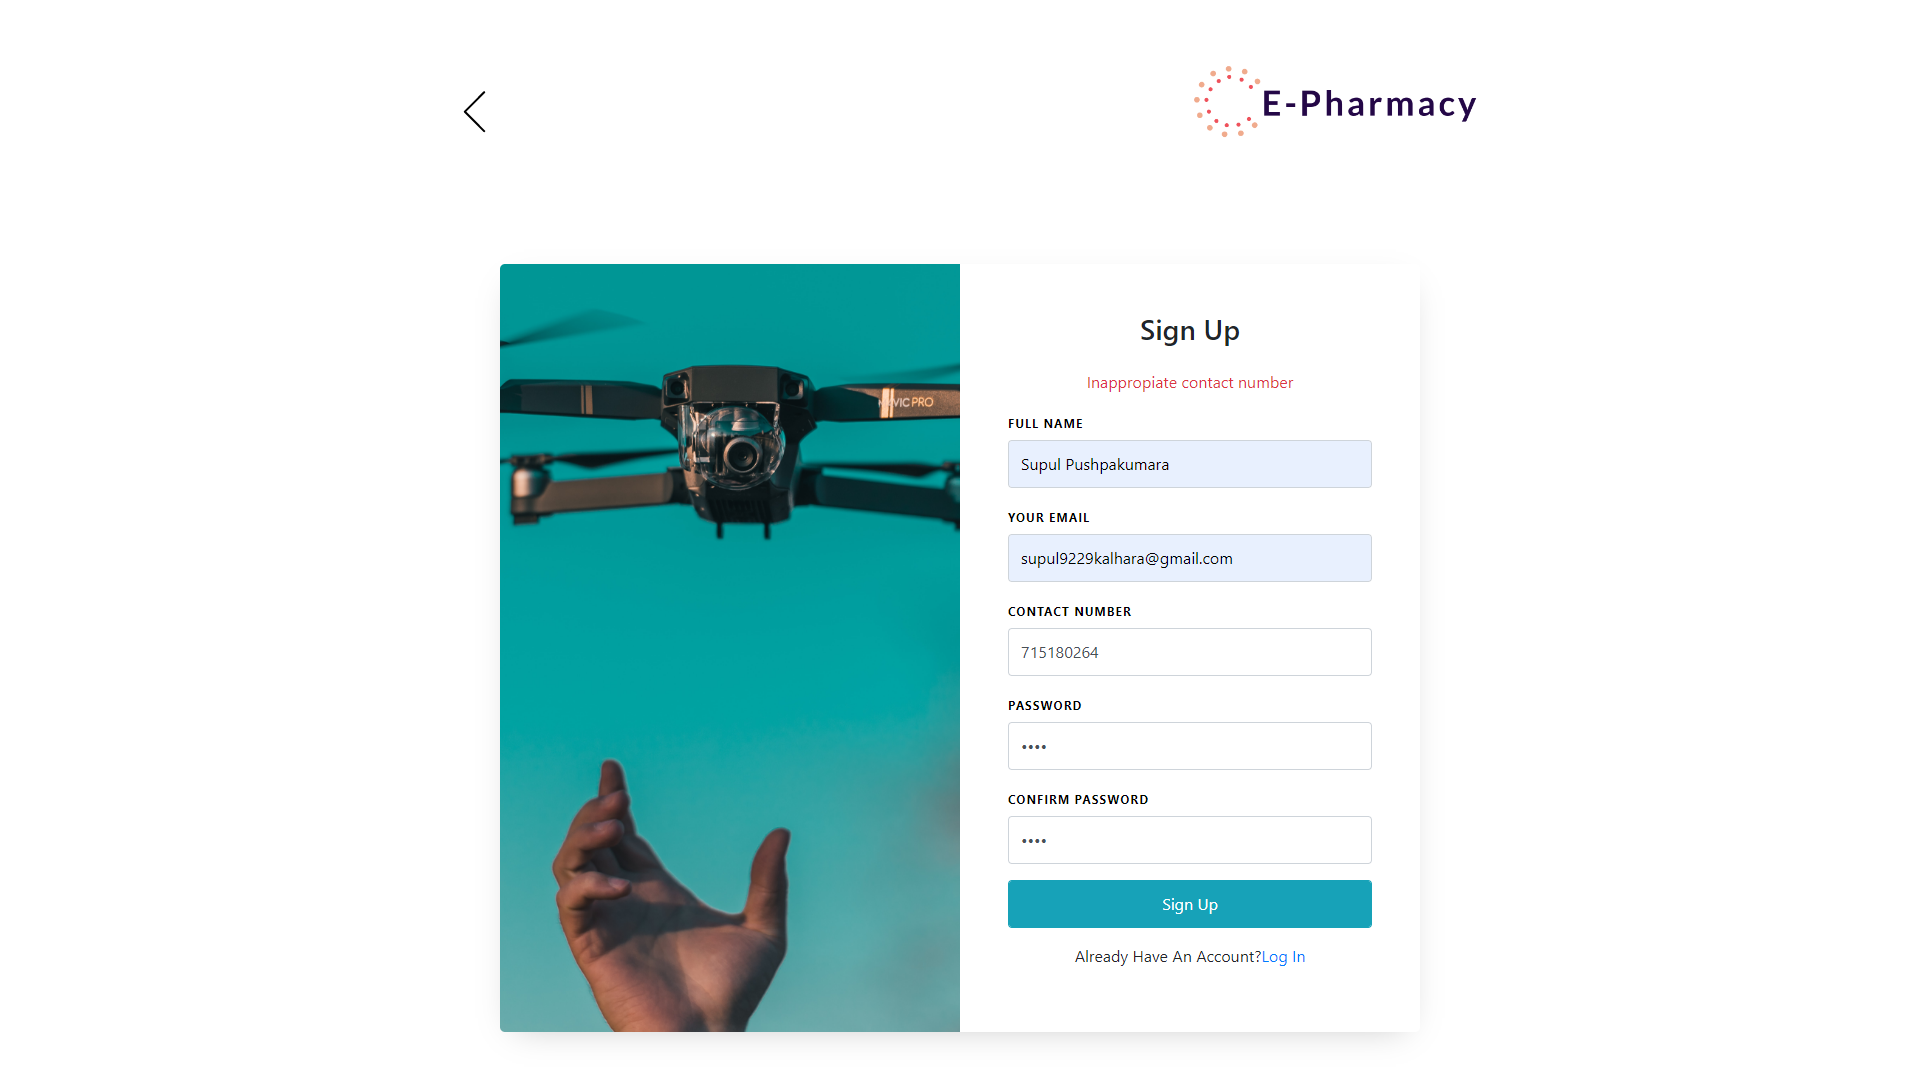 E-Pharmacy
PRO
Sign Up
Inappropiate contact number
FULL NAME
Supul Pushpakumara
YOUR EMAIL
supul9229kalhara@gmail.com
CONTACT NUMBER
715180264
PASSWORD
••••
CONFIRM PASSWORD
••••
Sign Up
Already Have An Account?Log In